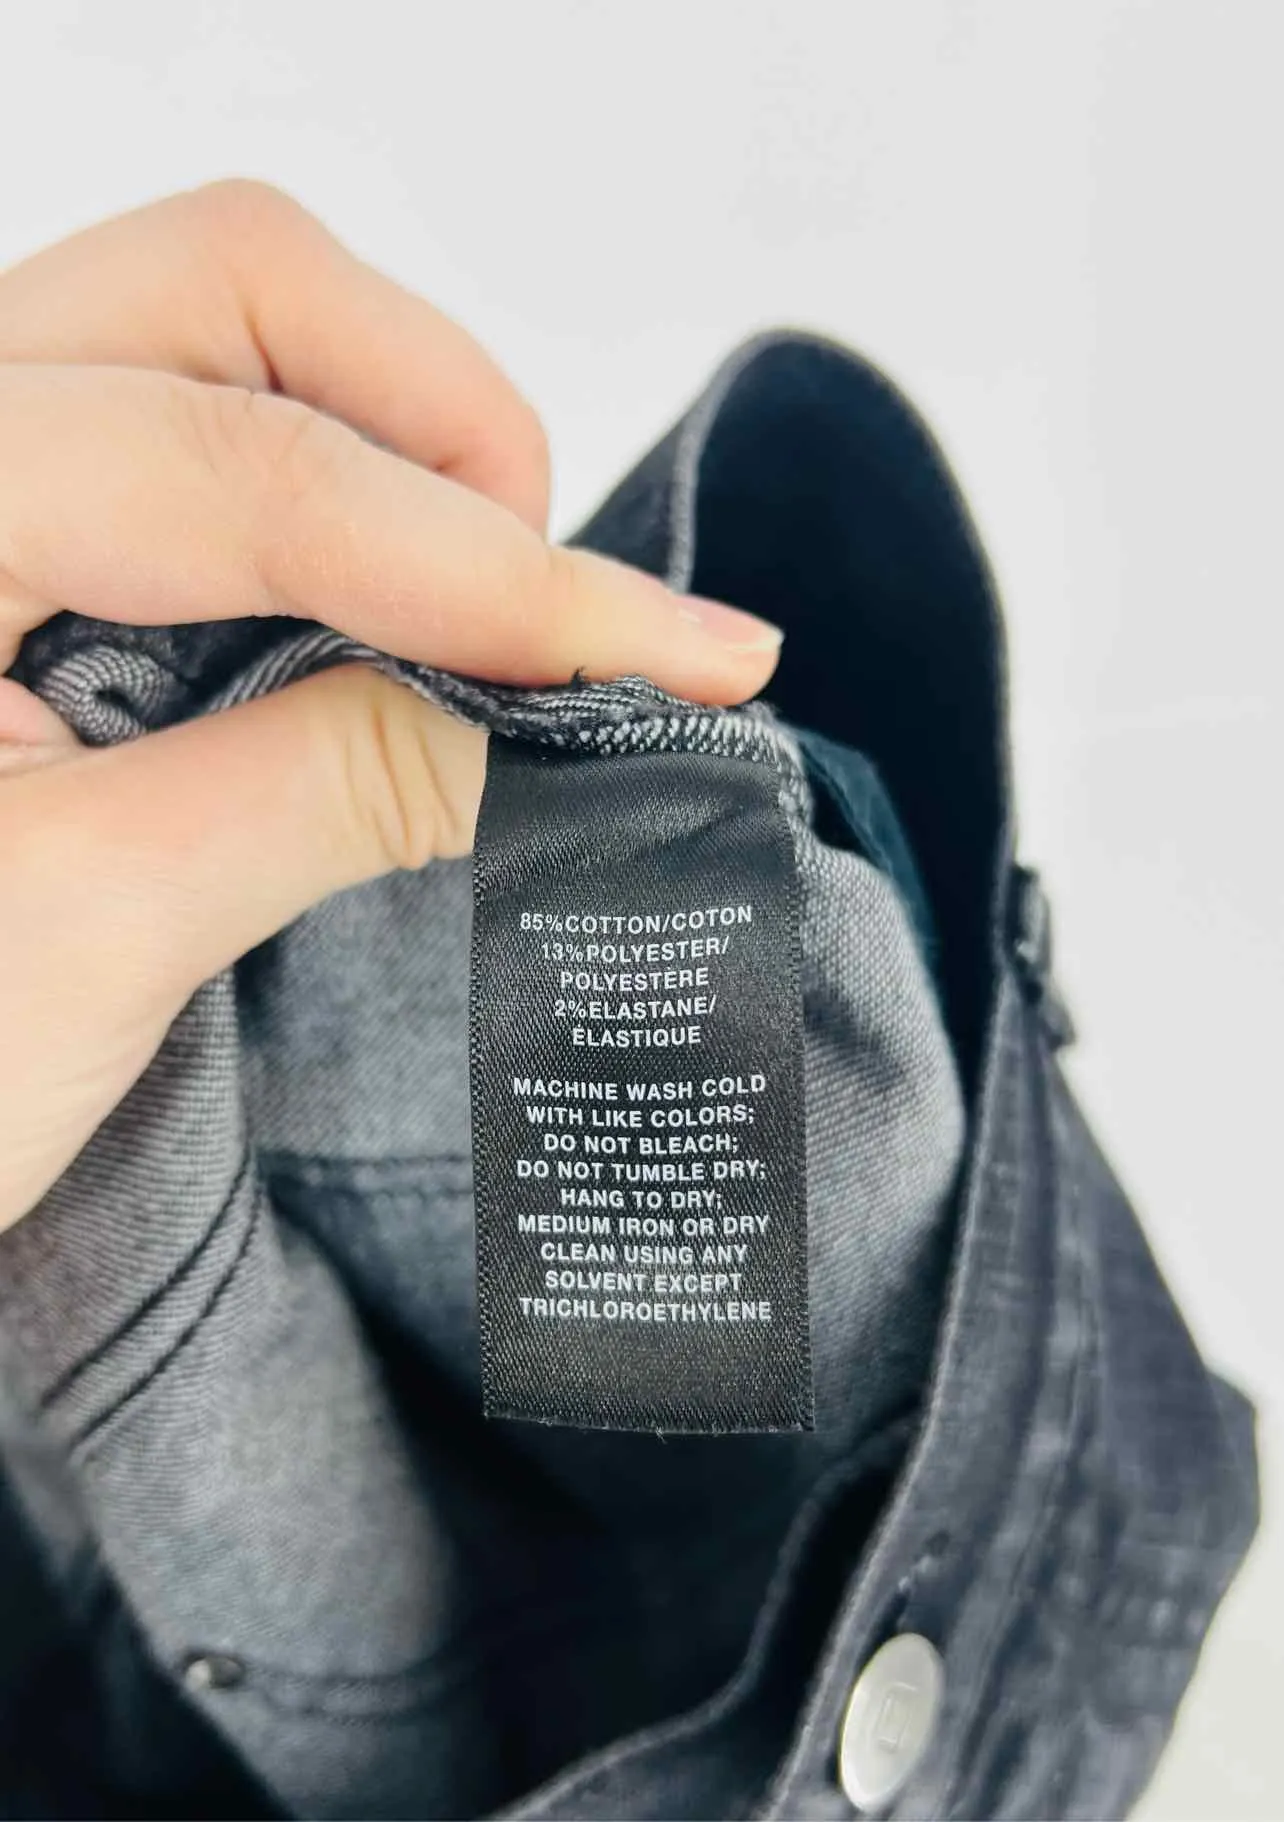 85%COTTON/COTON
13%POLYESTER/
POLYESTÈRE
2%ELASTANE/
ÉLASTIQUE
MACHINE WASH COLD
WITH LIKE COLORS;
DO NOT BLEACH;
DO NOT TUMBLE DRY;
HANG TO DRY;
MEDIUM IRON OR DRY
CLEAN USING ANY
SOLVENT EXCEPT
TRICHLOROETHYLENE